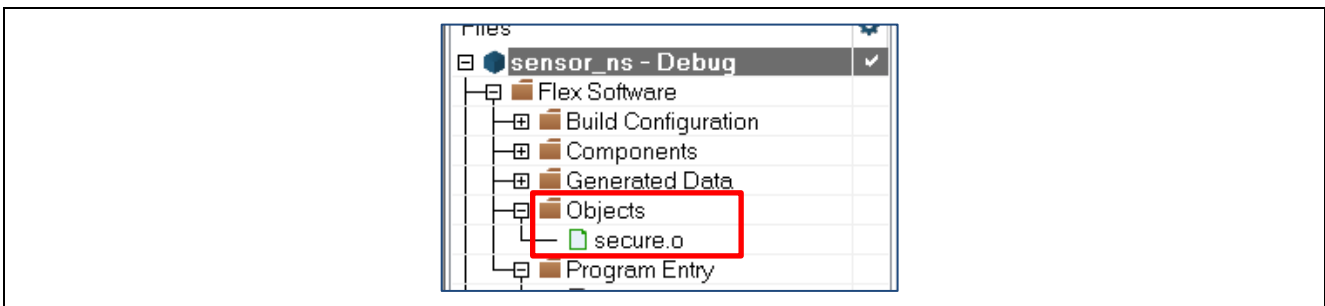 Files
sensor_ns - Debug
Flex Software
Build Configuration
Components
Generated Data
Objects
secure.o
Program Entry